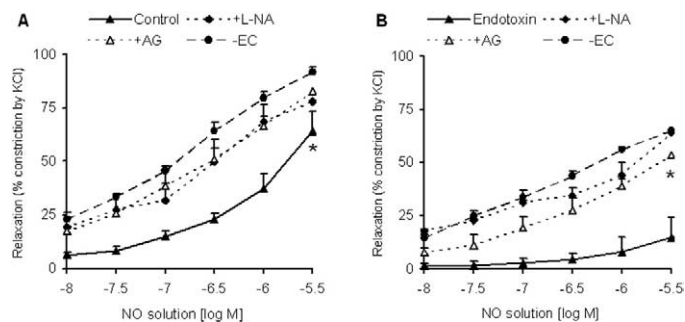 A
Control
+L-NA
+AG
-EC
Relaxation (% constriction by KCl)
100
75
50
25
0
*
-8
-7.5
-7
-6.5
-6
-5.5
NO solution [log M]
B
Endotoxin
+L-NA
+AG
-EC
Relaxation (% constriction by KCl)
100
75
50
25
0
*
-8
-7.5
-7
-6.5
-6
-5.5
NO solution [log M]